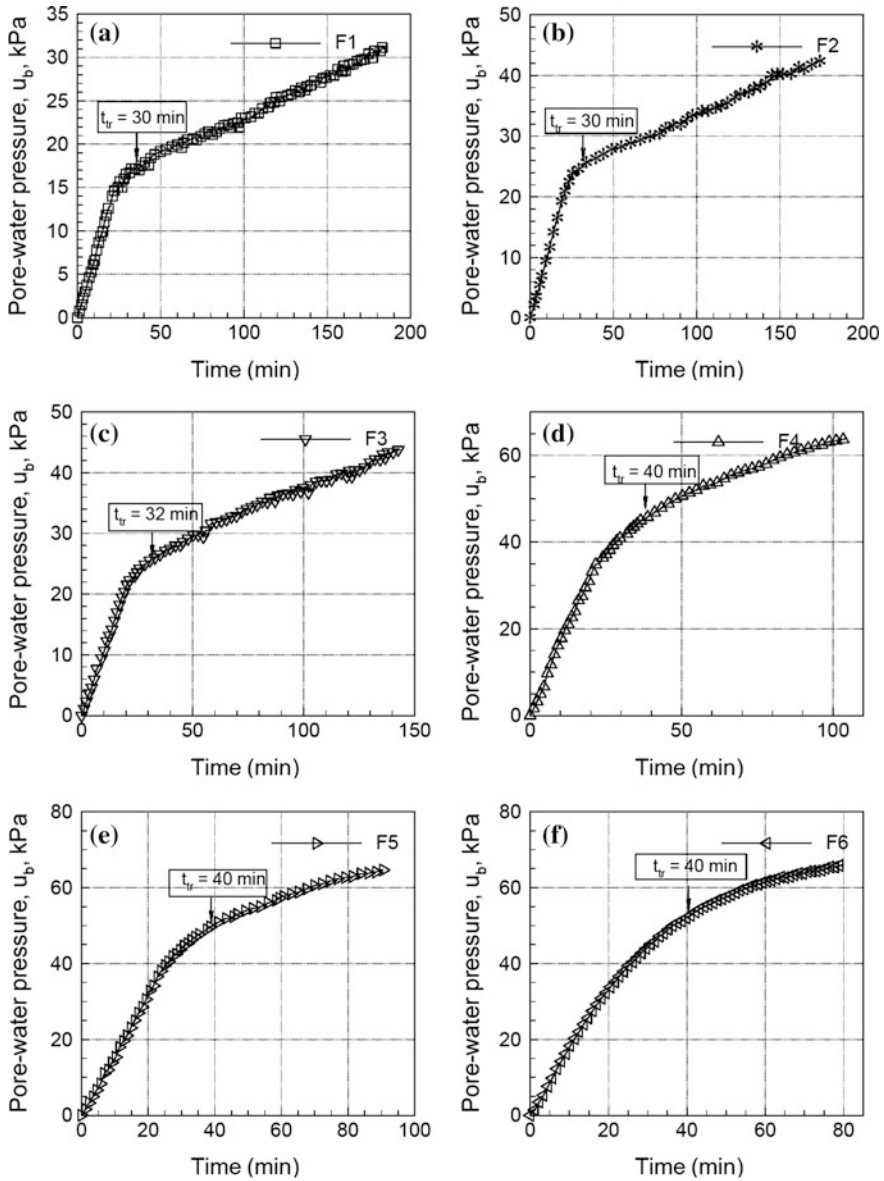 (a)
F1
t_tr = 30 min
Pore-water pressure, u_b, kPa
35
30
25
20
15
10
5
0
0 50 100 150 200
Time (min)
(b)
F2
t_tr = 30 min
Pore-water pressure, u_b, kPa
50
40
30
20
10
0
0 50 100 150 200
Time (min)
(c)
F3
t_tr = 32 min
Pore-water pressure, u_b, kPa
50
40
30
20
10
0
0 50 100 150
Time (min)
(d)
F4
t_tr = 40 min
Pore-water pressure, u_b, kPa
60
40
20
0
0 50 100
Time (min)
(e)
F5
t_tr = 40 min
Pore-water pressure, u_b, kPa
80
60
40
20
0
0 20 40 60 80 100
Time (min)
(f)
F6
t_tr = 40 min
Pore-water pressure, u_b, kPa
80
60
40
20
0
0 20 40 60 80
Time (min)